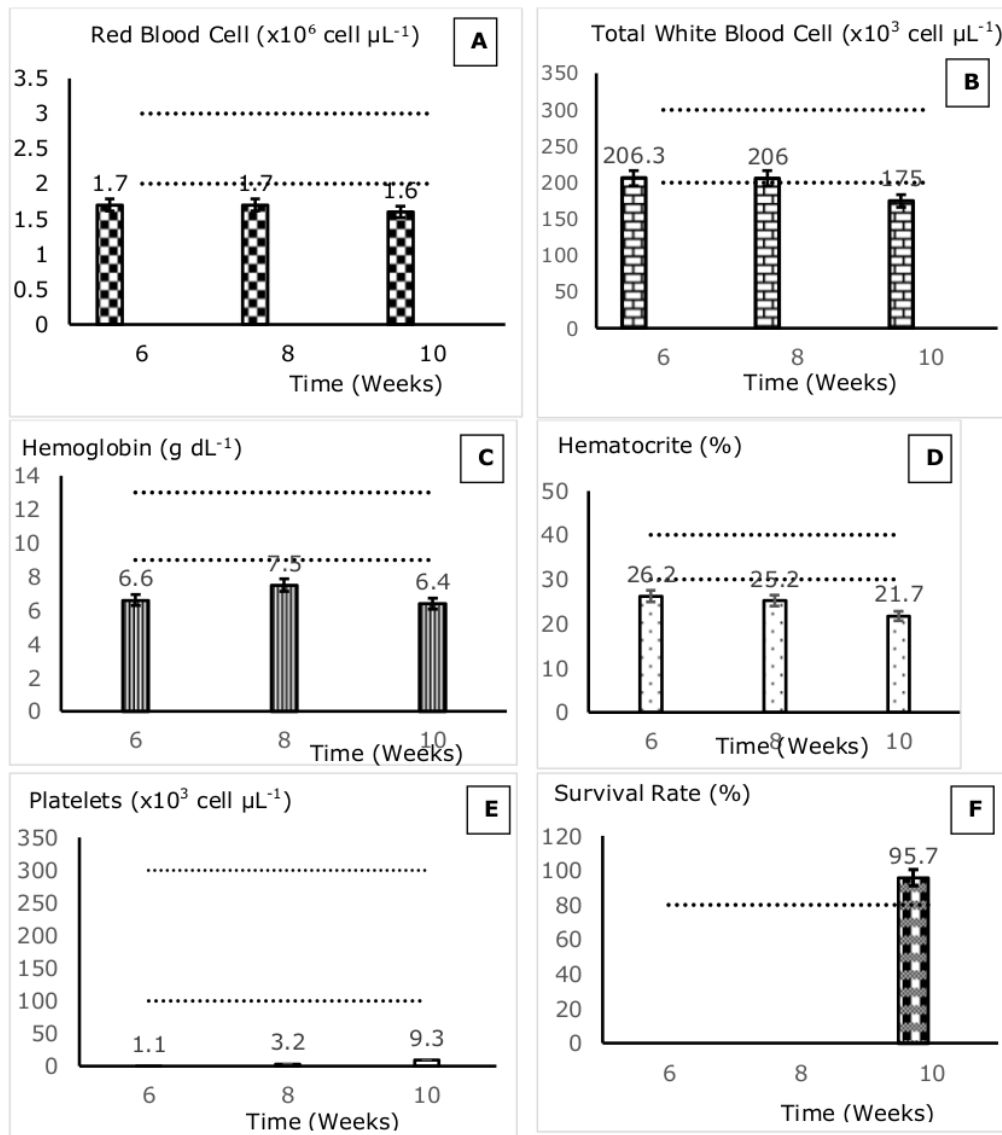 Red Blood Cell (x10⁶ cell µL⁻¹)
A
3.5
3
2.5
2
1.5
1
0.5
0
1.7
1.7
1.6
6 8 10
Time (Weeks)
Total White Blood Cell (x10³ cell µL⁻¹)
B
350
300
250
200
150
100
50
0
206.3
206
175
6 8 10
Time (Weeks)
Hemoglobin (g dL⁻¹)
C
14
12
10
8
6
4
2
0
6.6
7.5
6.4
6 8 10
Time (Weeks)
Hematocrite (%)
D
50
40
30
20
10
0
26.2
25.2
21.7
6 8 10
Time (Weeks)
Platelets (x10³ cell µL⁻¹)
E
350
300
250
200
150
100
50
0
1.1
3.2
9.3
6 8 10
Time (Weeks)
Survival Rate (%)
F
120
100
80
60
40
20
0
95.7
6 8 10
Time (Weeks)